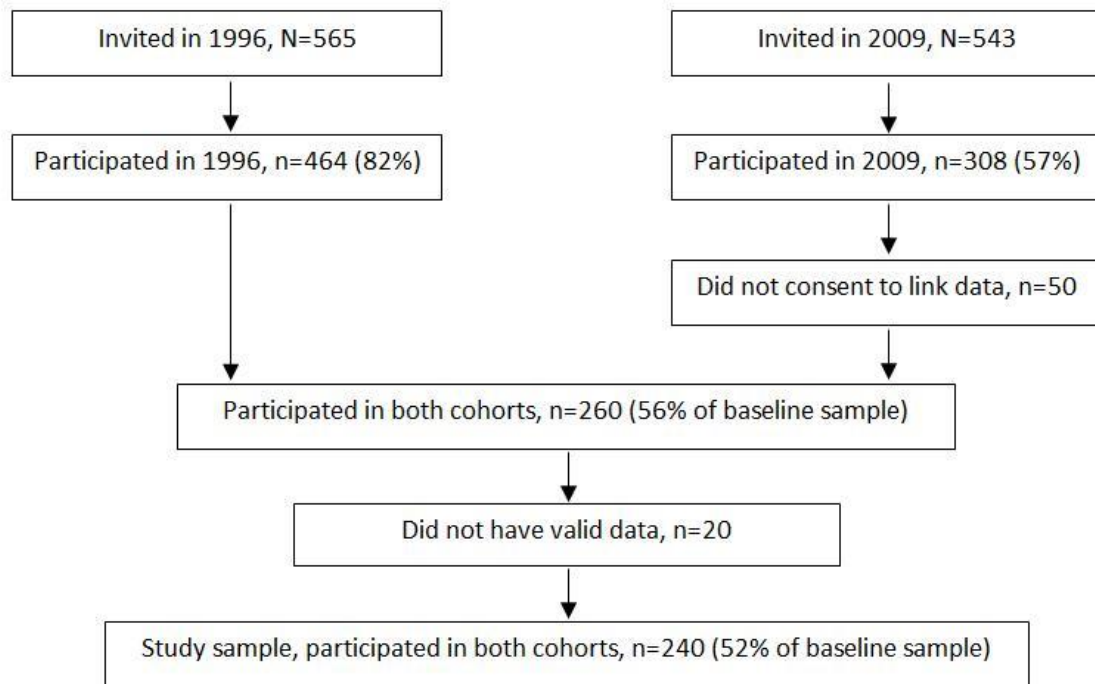 Invited in 1996, N=565
Invited in 2009, N=543
Participated in 1996, n=464 (82%)
Participated in 2009, n=308 (57%)
Did not consent to link data, n=50
Participated in both cohorts, n=260 (56% of baseline sample)
Did not have valid data, n=20
Study sample, participated in both cohorts, n=240 (52% of baseline sample)